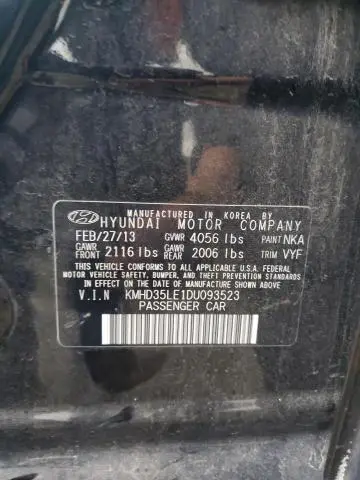 MANUFACTURED IN KOREA BY
HYUNDAI MOTOR COMPANY
FEB/27/13 GVWR 4056 lbs PAINT NKA
GAWR FRONT 2116 lbs GAWR REAR 2006 lbs TRIM VYF
THIS VEHICLE CONFORMS TO ALL APPLICABLE U.S.A. FEDERAL
MOTOR VEHICLE SAFETY, BUMPER, AND THEFT PREVENTION STANDARDS
IN EFFECT ON THE DATE OF MANUFACTURE SHOWN ABOVE.
V.I.N KMHD35LE1DU093523
PASSENGER CAR